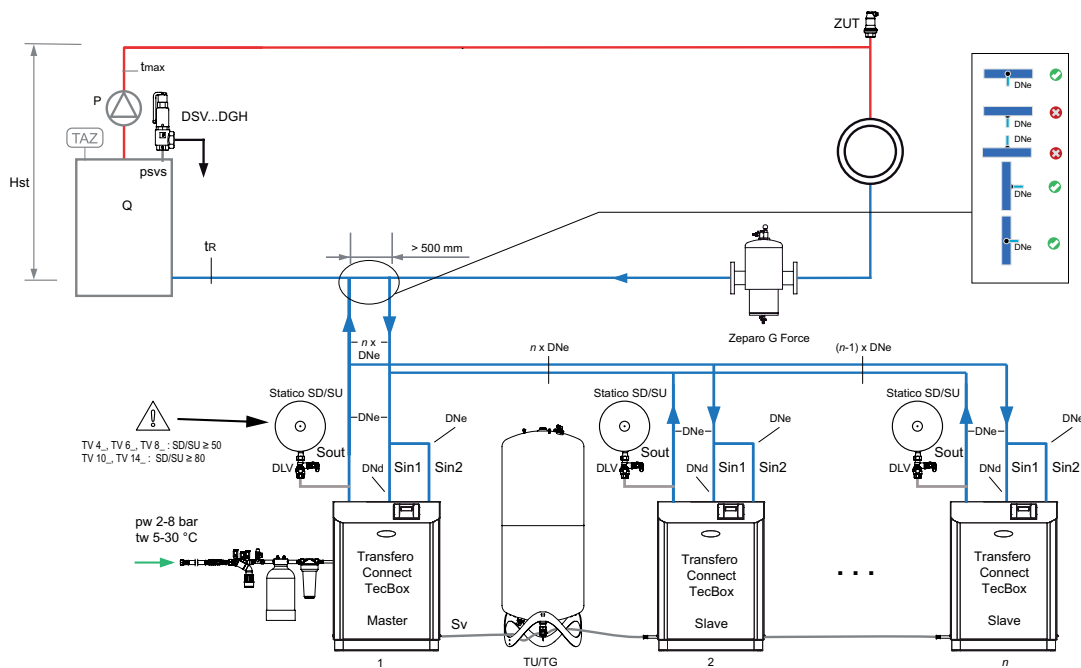 ZUT
tmax
P
DSV...DGH
TAZ
psvs
Hst
Q
tR
> 500 mm
DNe
DNe
DNe
DNe
DNe
Zeparo G Force
n x
DNe
n x DNe
(n-1) x DNe
Statico SD/SU
Statico SD/SU
Statico SD/SU
TV 4_, TV 6_, TV 8_ : SD/SU ≥ 50
TV 10_, TV 14_ : SD/SU ≥ 80
DNe
DNe
DNe
DNe
DNe
DNe
Sout
Sin1
Sin2
DLV
DNd
Sout
Sin1
Sin2
DLV
DNd
Sout
Sin1
Sin2
DLV
DNd
pw 2-8 bar
tw 5-30 °C
Transfero
Connect
TecBox
Master
Transfero
Connect
TecBox
Slave
. . .
Transfero
Connect
TecBox
Slave
Sv
1
TU/TG
2
n